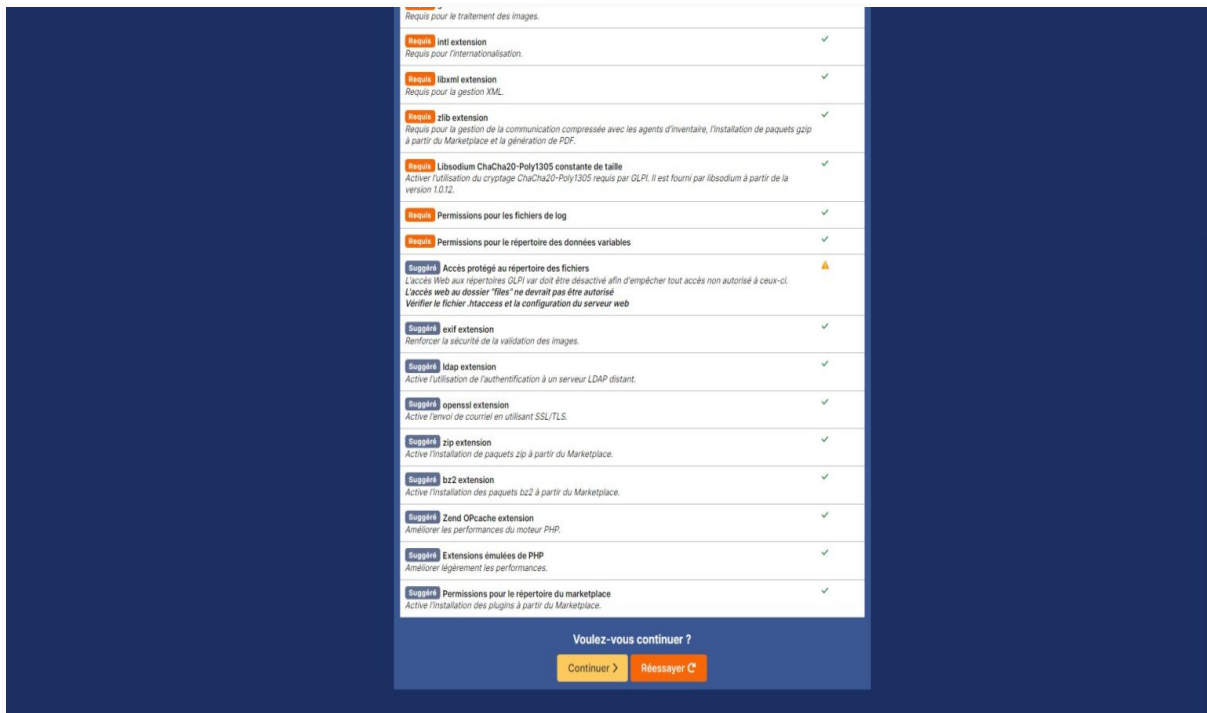 Requis pour le traitement des images.
Requis intl extension
Requis pour l'internationalisation.
Requis libxml extension
Requis pour la gestion XML.
Requis zlib extension
Requis pour la gestion de la communication compressée avec les agents d'inventaire, l'installation de paquets gzip
à partir du Marketplace et la génération de PDF.
Requis Libsodium ChaCha20-Poly1305 constante de taille
Activer l'utilisation du cryptage ChaCha20-Poly1305 requis par GLPI. Il est fourni par libsodium à partir de la
version 1.0.12.
Requis Permissions pour les fichiers de log
Requis Permissions pour le répertoire des données variables
Suggéré Accès protégé au répertoire des fichiers
L'accès Web aux répertoires GLPI var doit être désactivé afin d'empêcher tout accès non autorisé à ceux-ci.
L'accès web au dossier "files" ne devrait pas être autorisé
Vérifier le fichier .htaccess et la configuration du serveur web
Suggéré exif extension
Renforcer la sécurité de la validation des images.
Suggéré ldap extension
Active l'utilisation de l'authentification à un serveur LDAP distant.
Suggéré openssl extension
Active l'envoi de courriel en utilisant SSL/TLS.
Suggéré zip extension
Active l'installation de paquets zip à partir du Marketplace.
Suggéré bz2 extension
Active l'installation des paquets bz2 à partir du Marketplace.
Suggéré Zend OPcache extension
Améliorer les performances du moteur PHP.
Suggéré Extensions émulées de PHP
Améliorer légèrement les performances.
Suggéré Permissions pour le répertoire du marketplace
Active l'installation des plugins à partir du Marketplace.
Voulez-vous continuer ?
Continuer >
Réessayer